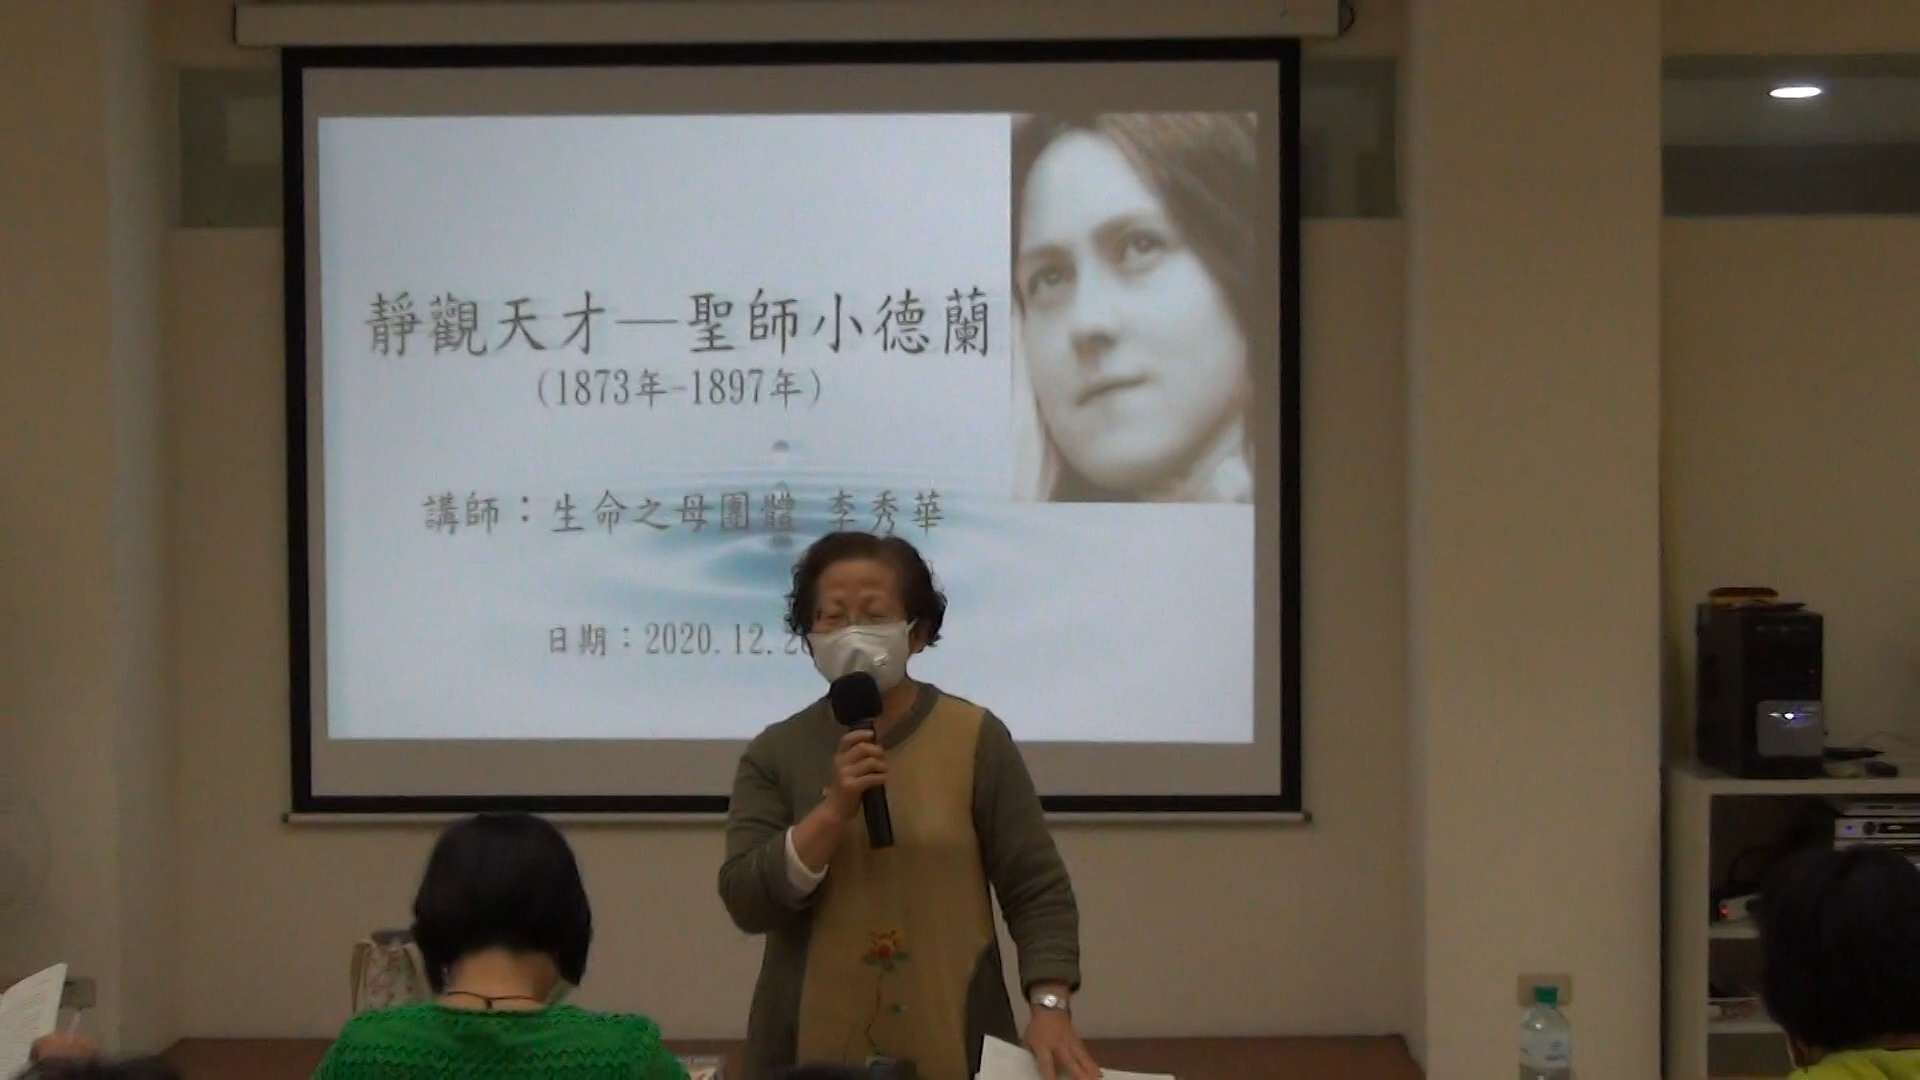 靜觀天才—聖師小德蘭
(1873年-1897年)
講師：生命之母團體 李秀華
日期：2020.12.2